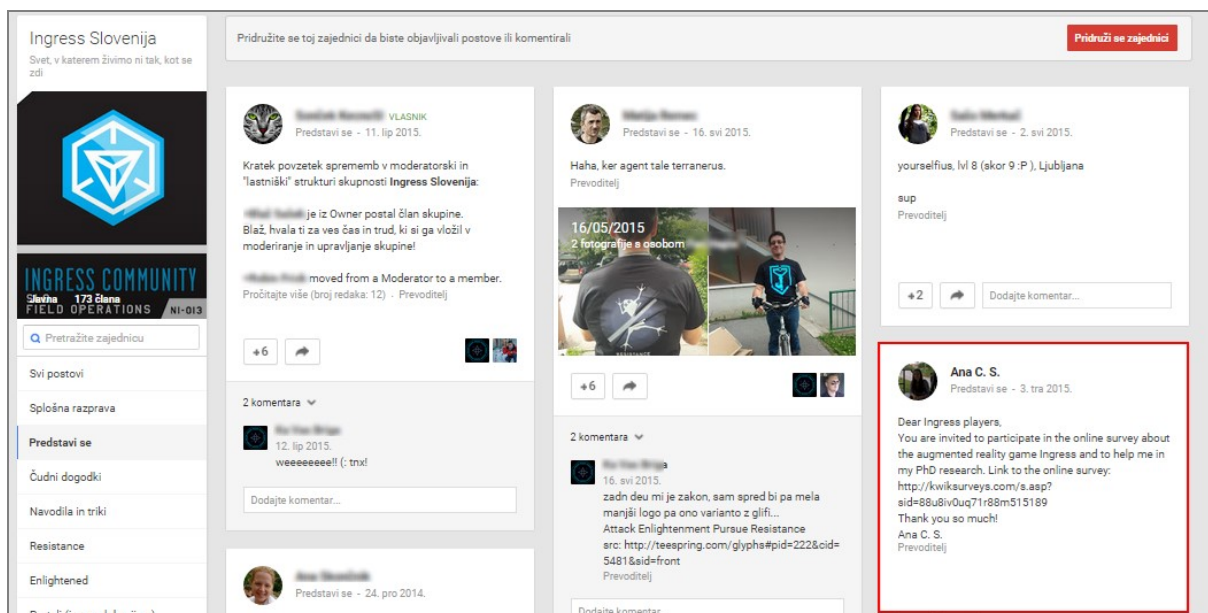 Ingress Slovenija
Svet, v katerem živimo ni tak, kot se
zdi
INGRESS COMMUNITY
Javna 173 člana
FIELD OPERATIONS NI-013
Pretražite zajednicu
Svi postovi
Splošna razprava
Predstavi se
Čudni dogodki
Navodila in triki
Resistance
Enlightened
Pridružite se toj zajednici da biste objavljivali postove ili komentirali
Pridruži se zajednici
VLASNIK
Predstavi se - 11. lip 2015.
Kratek povzetek sprememb v moderatorski in
"lastniški" strukturi skupnosti Ingress Slovenija:
je iz Owner postal član skupine.
Blaž, hvala ti za ves čas in trud, ki si ga vložil v
moderiranje in upravljanje skupine!
moved from a Moderator to a member.
Pročitajte više (broj redaka: 12) - Prevoditelj
+6
2 komentara
12. lip 2015.
weeeeeeee!! (: tnx!
Dodajte komentar...
Predstavi se - 24. pro 2014.
Predstavi se - 16. svi 2015.
Haha, ker agent tale terranerus.
Prevoditelj
16/05/2015
2 fotografije s osobom
RESISTANCE
+6
2 komentara
16. svi 2015.
zadn deu mi je zakon, sam spred bi pa mela
manjši logo pa ono varianto z glifi...
Attack Enlightenment Pursue Resistance
src: http://teespring.com/glyphs#pid=222&cid=
5481&sid=front
Prevoditelj
Dodajte komentar...
Predstavi se - 2. svi 2015.
yourselfius, lvl 8 (skor 9 :P ), Ljubljana
sup
Prevoditelj
+2
Dodajte komentar...
Ana C. S.
Predstavi se - 3. tra 2015.
Dear Ingress players,
You are invited to participate in the online survey about
the augmented reality game Ingress and to help me in
my PhD research. Link to the online survey:
http://kwiksurveys.com/s.asp?
sid=88u8iv0uq71r88m515189
Thank you so much!
Ana C. S.
Prevoditelj